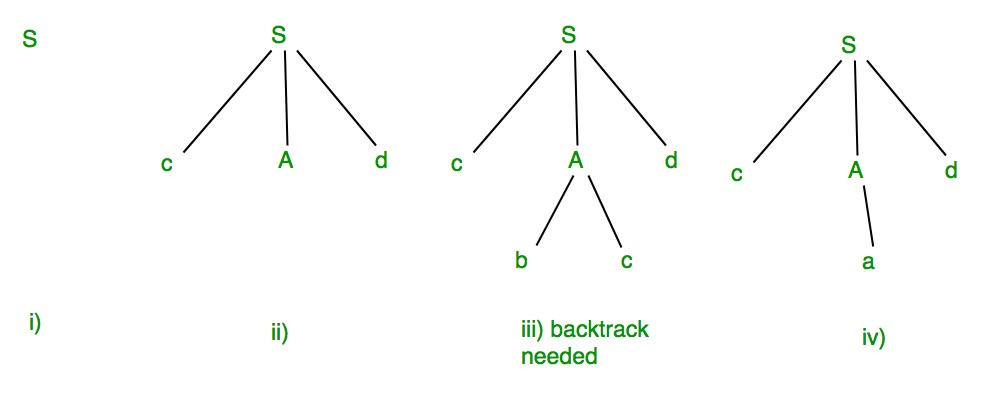 S
S
c A d
S
c A d
b c
S
c A d
a
i)
ii)
iii) backtrack
needed
iv)